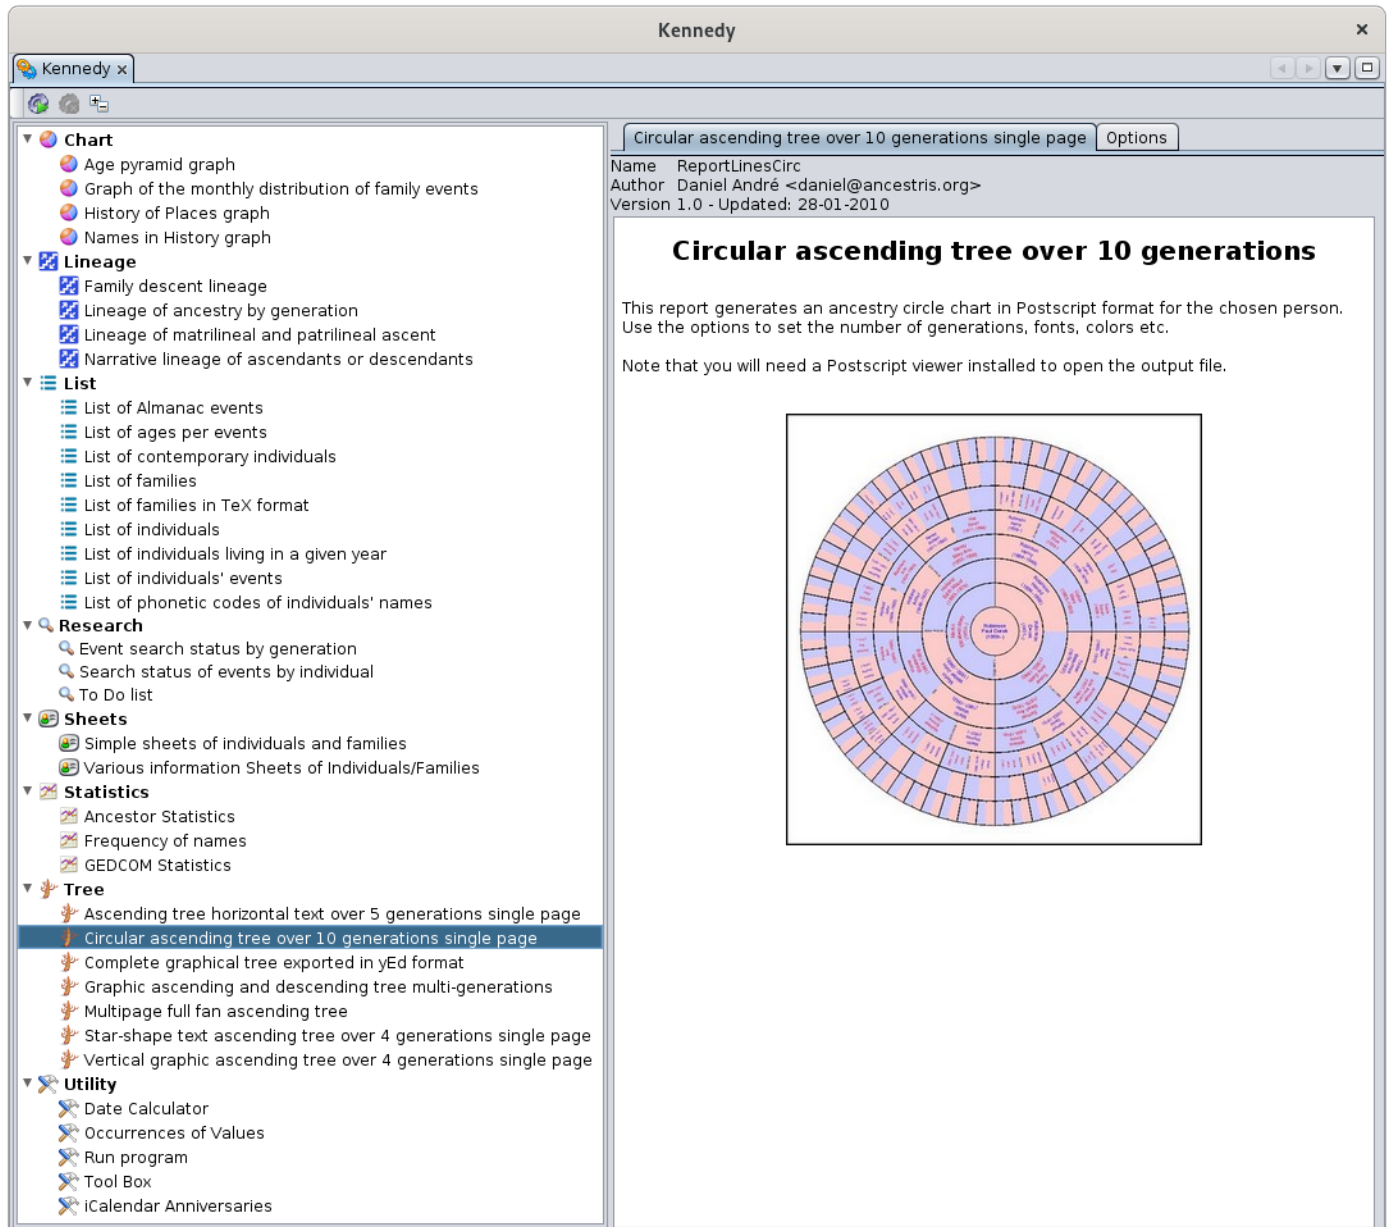 Kennedy
Kennedy
Chart
Age pyramid graph
Graph of the monthly distribution of family events
History of Places graph
Names in History graph
Lineage
Family descent lineage
Lineage of ancestry by generation
Lineage of matrilineal and patrilineal ascent
Narrative lineage of ascendants or descendants
List
List of Almanac events
List of ages per events
List of contemporary individuals
List of families
List of families in TeX format
List of individuals
List of individuals living in a given year
List of individuals' events
List of phonetic codes of individuals' names
Research
Event search status by generation
Search status of events by individual
To Do list
Sheets
Simple sheets of individuals and families
Various information Sheets of Individuals/Families
Statistics
Ancestor Statistics
Frequency of names
GEDCOM Statistics
Tree
Ascending tree horizontal text over 5 generations single page
Circular ascending tree over 10 generations single page
Complete graphical tree exported in yEd format
Graphic ascending and descending tree multi-generations
Multipage full fan ascending tree
Star-shape text ascending tree over 4 generations single page
Vertical graphic ascending tree over 4 generations single page
Utility
Date Calculator
Occurrences of Values
Run program
Tool Box
iCalendar Anniversaries
Circular ascending tree over 10 generations single page
Options
Name ReportLinesCirc
Author Daniel André <daniel@ancestris.org>
Version 1.0 - Updated: 28-01-2010
Circular ascending tree over 10 generations
This report generates an ancestry circle chart in Postscript format for the chosen person.
Use the options to set the number of generations, fonts, colors etc.
Note that you will need a Postscript viewer installed to open the output file.